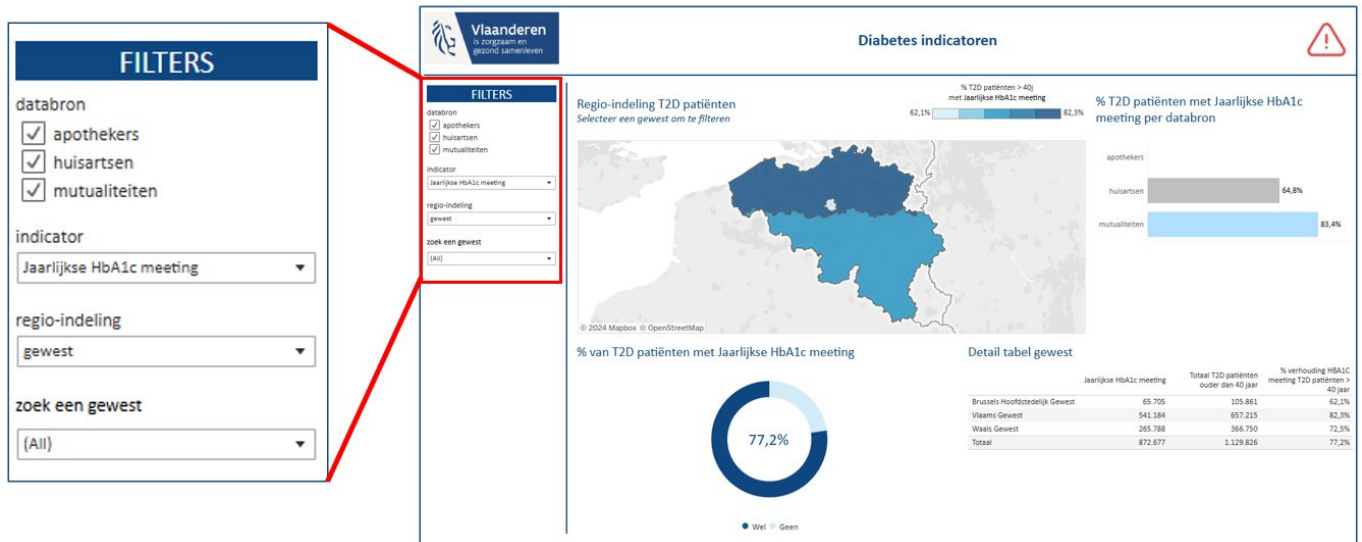 FILTERS
databron
apothekers
huisartsen
mutualiteiten
indicator
Jaarlijkse HbA1c meeting
regio-indeling
gewest
zoek een gewest
(All)
Vlaanderen
is zorgzaam en
gezond samenleven
Diabetes indicatoren
FILTERS
databron
apothekers
huisartsen
mutualiteiten
indicator
Jaarlijkse HbA1c meeting
regio-indeling
gewest
zoek een gewest
(All)
Regio-indeling T2D patiënten
Selecteer een gewest om te filteren
% T2D patiënten > 40j
met Jaarlijkse HbA1c meeting
62,1% 82,3%
© 2024 Mapbox © OpenStreetMap
% T2D patiënten met Jaarlijkse HbA1c
meeting per databron
apothekers
huisartsen 64,8%
mutualiteiten 83,4%
% van T2D patiënten met Jaarlijkse HbA1c meeting
77,2%
Wel Geen
Detail tabel gewest
Jaarlijkse HbA1c meeting Totaal T2D patiënten ouder dan 40 jaar % verhouding HBA1C meeting T2D patiënten > 40 jaar
Brussels Hoofdstedelijk Gewest 65.705 105.861 62,1%
Vlaams Gewest 541.184 657.215 82,3%
Waals Gewest 265.788 366.750 72,5%
Totaal 872.677 1.129.826 77,2%